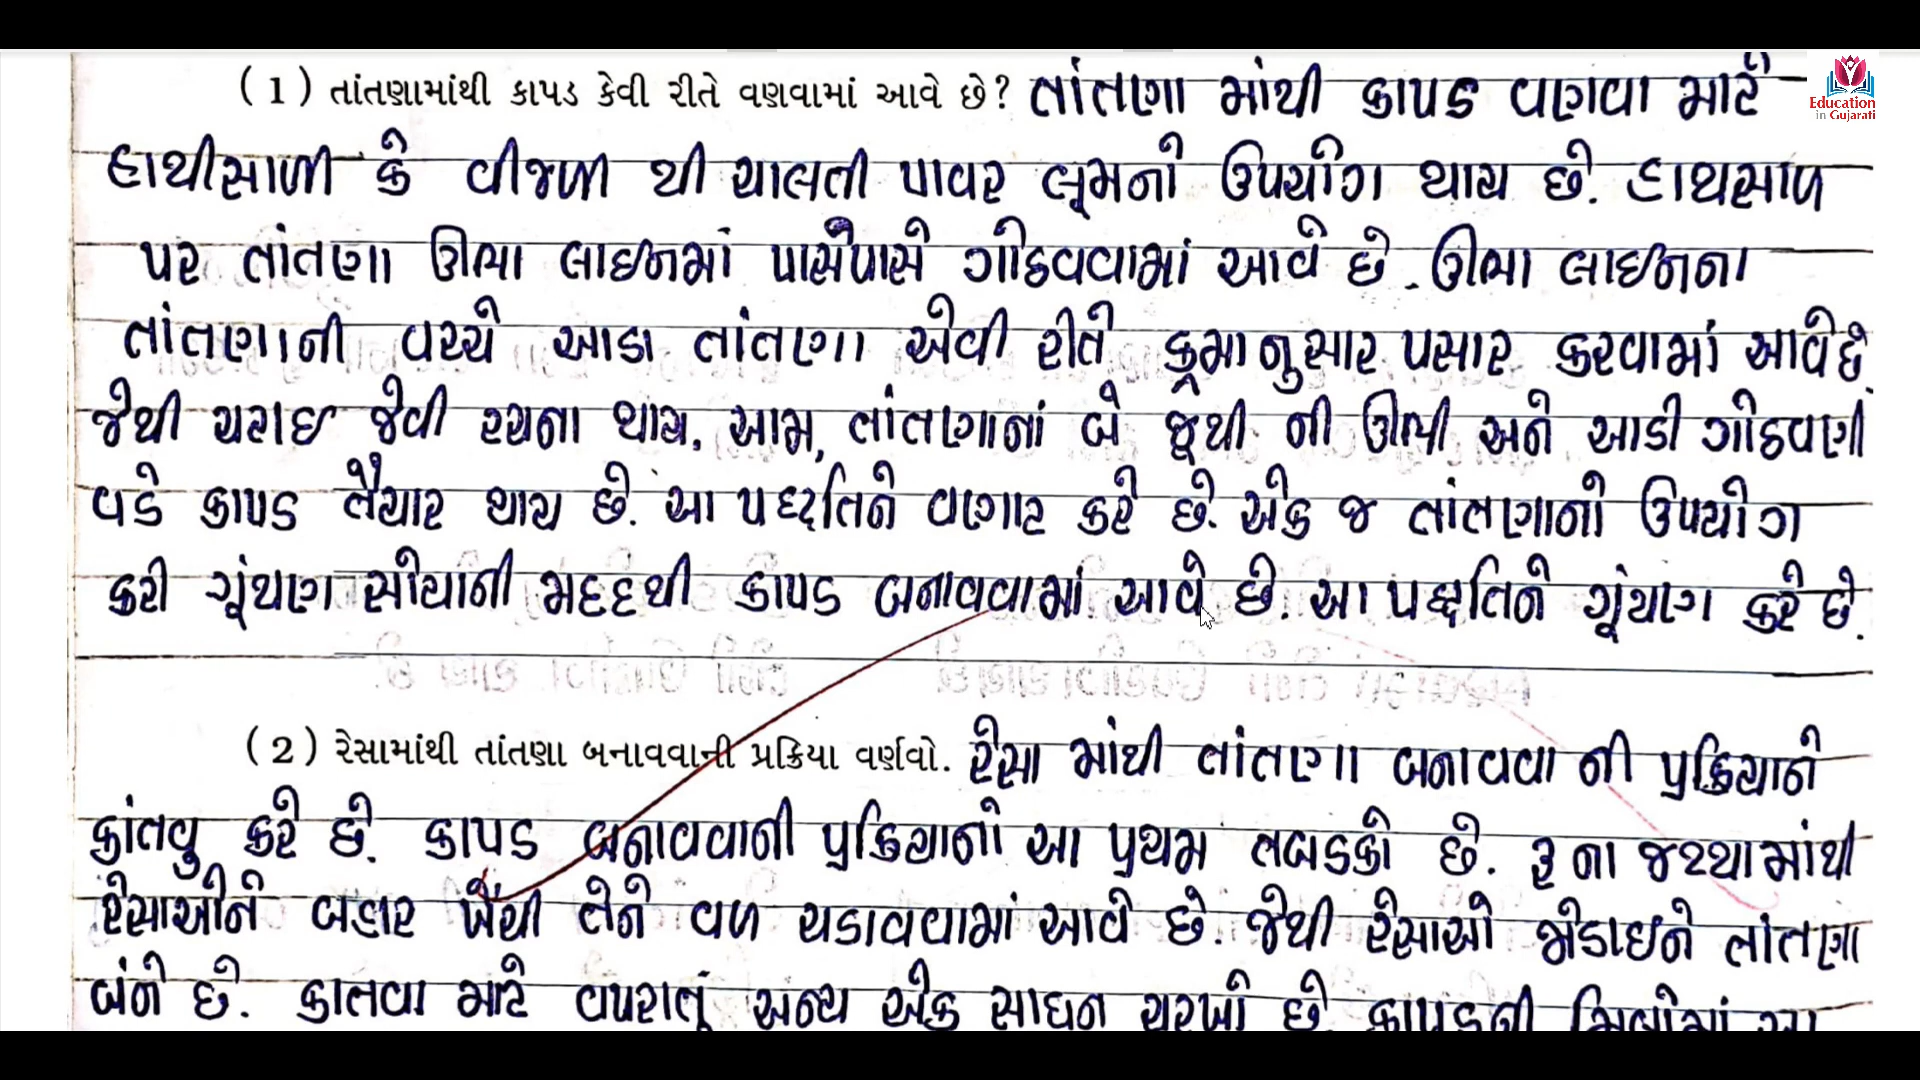 (1) તાંતણામાંથી કાપડ કેવી રીતે વણવામાં આવે છે? તાંતણા માંથી કાપડ વણવા માટે
Education
in Gujarati
હાથીસાળી કે વીજળી થી ચાલતી પાવર લૂમનો ઉપયોગ થાય છે. હાથસાળ
પર તાંતણા ઊભા લાઈનમાં પાસેપાસે ગોઠવવામાં આવે છે. ઊભા લાઈનના
તાંતણાની વચ્ચે આડા તાંતણા એવી રીતે ક્રમાનુસાર પસાર કરવામાં આવે છે.
જેથી ચટાઈ જેવી રચના થાય. આમ, તાંતણાનાં બે જૂથી ની ઊભી અને આડી ગોઠવણી
વડે કાપડ તૈયાર થાય છે. આ પદ્ધતિને વણાટ કહે છે. એક જ તાંતણાનો ઉપયોગ
કરી ગૂંથણ સોયાની મદદથી કાપડ બનાવવામાં આવે છે. આ પદ્ધતિને ગૂંથણ કહે છે.
(2) રેસામાંથી તાંતણા બનાવવાની પ્રક્રિયા વર્ણવો. રેસા માંથી તાંતણા બનાવવા ની પ્રક્રિયાને
કાંતવુ કહે છે. કાપડ બનાવવાની પ્રક્રિયાનો આ પ્રથમ તબક્કો છે. રૂ ના જથ્થામાંથી
રેસાઓને બહાર ખેંચી તેને વળ ચડાવવામાં આવે છે. જેથી રેસાઓ જોડાઈને તાંતણા
બંને છે. કાતવા માટે વપરાતું અન્ય એક સાધન ચરખો છે. કાપડની મિલોમાં આ